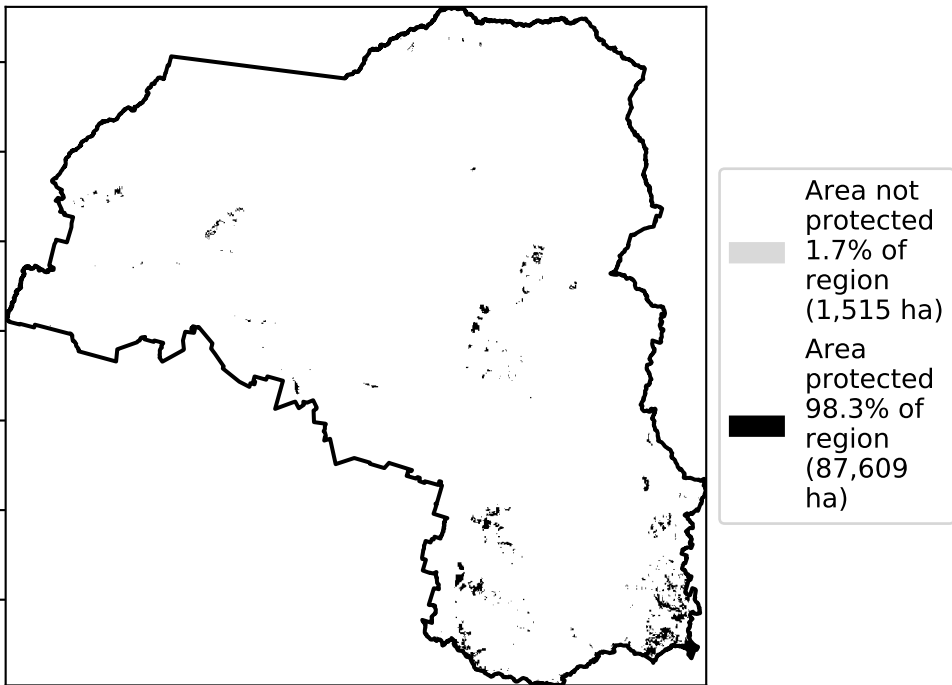 Area not
protected
1.7% of
region
(1,515 ha)
Area
protected
98.3% of
region
(87,609
ha)